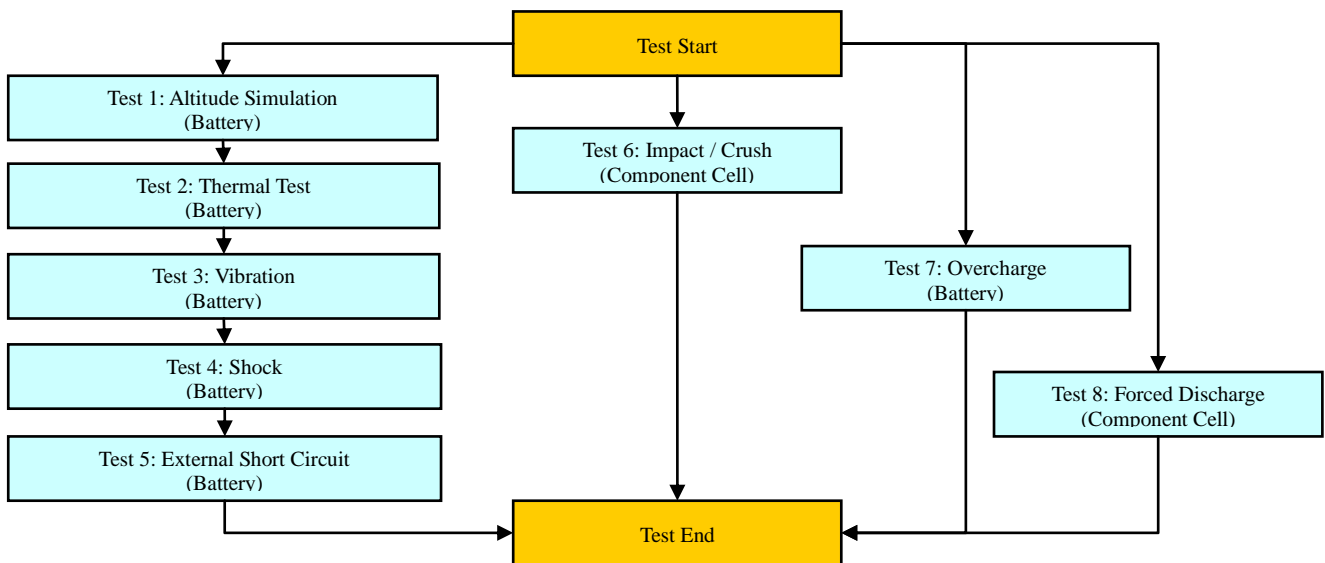 Test Start
Test 1: Altitude Simulation
(Battery)
Test 2: Thermal Test
(Battery)
Test 3: Vibration
(Battery)
Test 4: Shock
(Battery)
Test 5: External Short Circuit
(Battery)
Test 6: Impact / Crush
(Component Cell)
Test 7: Overcharge
(Battery)
Test 8: Forced Discharge
(Component Cell)
Test End